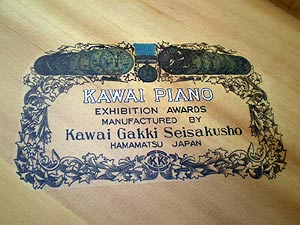 KAWAI PIANO
EXHIBITION AWARDS
MANUFACTURED BY
Kawai Gakki Seisakusho
HAMAMATSU JAPAN
KK